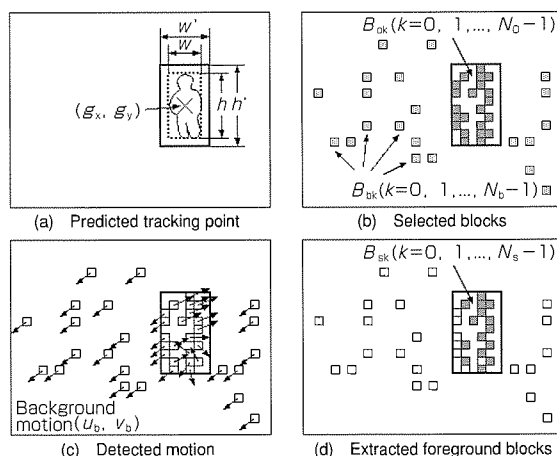 W'
W
(gx, gy)
h
h'
(a) Predicted tracking point
Bok(k=0, 1,..., N0−1)
Bbk(k=0, 1,..., Nb−1)
(b) Selected blocks
Background
motion(ub, vb)
(c) Detected motion
Bsk(k=0, 1,..., Ns−1)
(d) Extracted foreground blocks